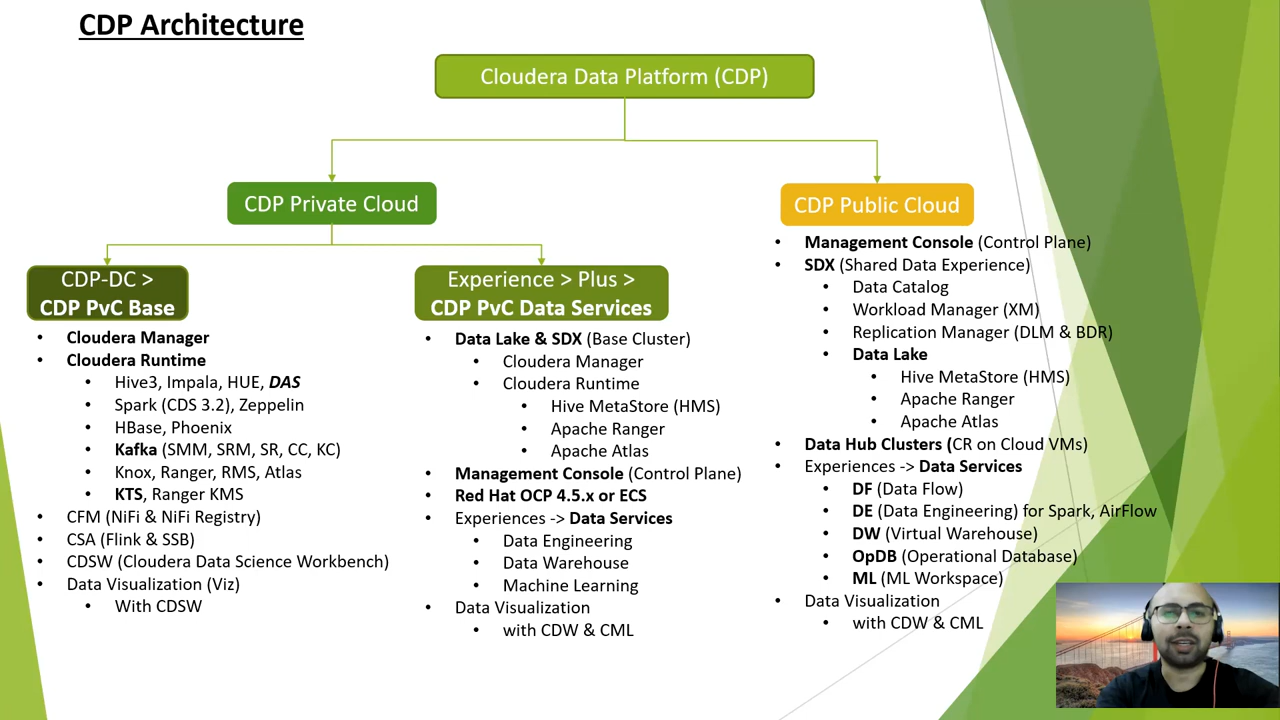 CDP Architecture
Cloudera Data Platform (CDP)
CDP Private Cloud
CDP Public Cloud
CDP-DC >
CDP PvC Base
• Cloudera Manager
• Cloudera Runtime
• Hive3, Impala, HUE, DAS
• Spark (CDS 3.2), Zeppelin
• HBase, Phoenix
• Kafka (SMM, SRM, SR, CC, KC)
• Knox, Ranger, RMS, Atlas
• KTS, Ranger KMS
• CFM (NiFi & NiFi Registry)
• CSA (Flink & SSB)
• CDSW (Cloudera Data Science Workbench)
• Data Visualization (Viz)
• With CDSW
Experience > Plus >
CDP PvC Data Services
• Data Lake & SDX (Base Cluster)
• Cloudera Manager
• Cloudera Runtime
• Hive MetaStore (HMS)
• Apache Ranger
• Apache Atlas
• Management Console (Control Plane)
• Red Hat OCP 4.5.x or ECS
• Experiences -> Data Services
• Data Engineering
• Data Warehouse
• Machine Learning
• Data Visualization
• with CDW & CML
• Management Console (Control Plane)
• SDX (Shared Data Experience)
• Data Catalog
• Workload Manager (XM)
• Replication Manager (DLM & BDR)
• Data Lake
• Hive MetaStore (HMS)
• Apache Ranger
• Apache Atlas
• Data Hub Clusters (CR on Cloud VMs)
• Experiences -> Data Services
• DF (Data Flow)
• DE (Data Engineering) for Spark, AirFlow
• DW (Virtual Warehouse)
• OpDB (Operational Database)
• ML (ML Workspace)
• Data Visualization
• with CDW & CML